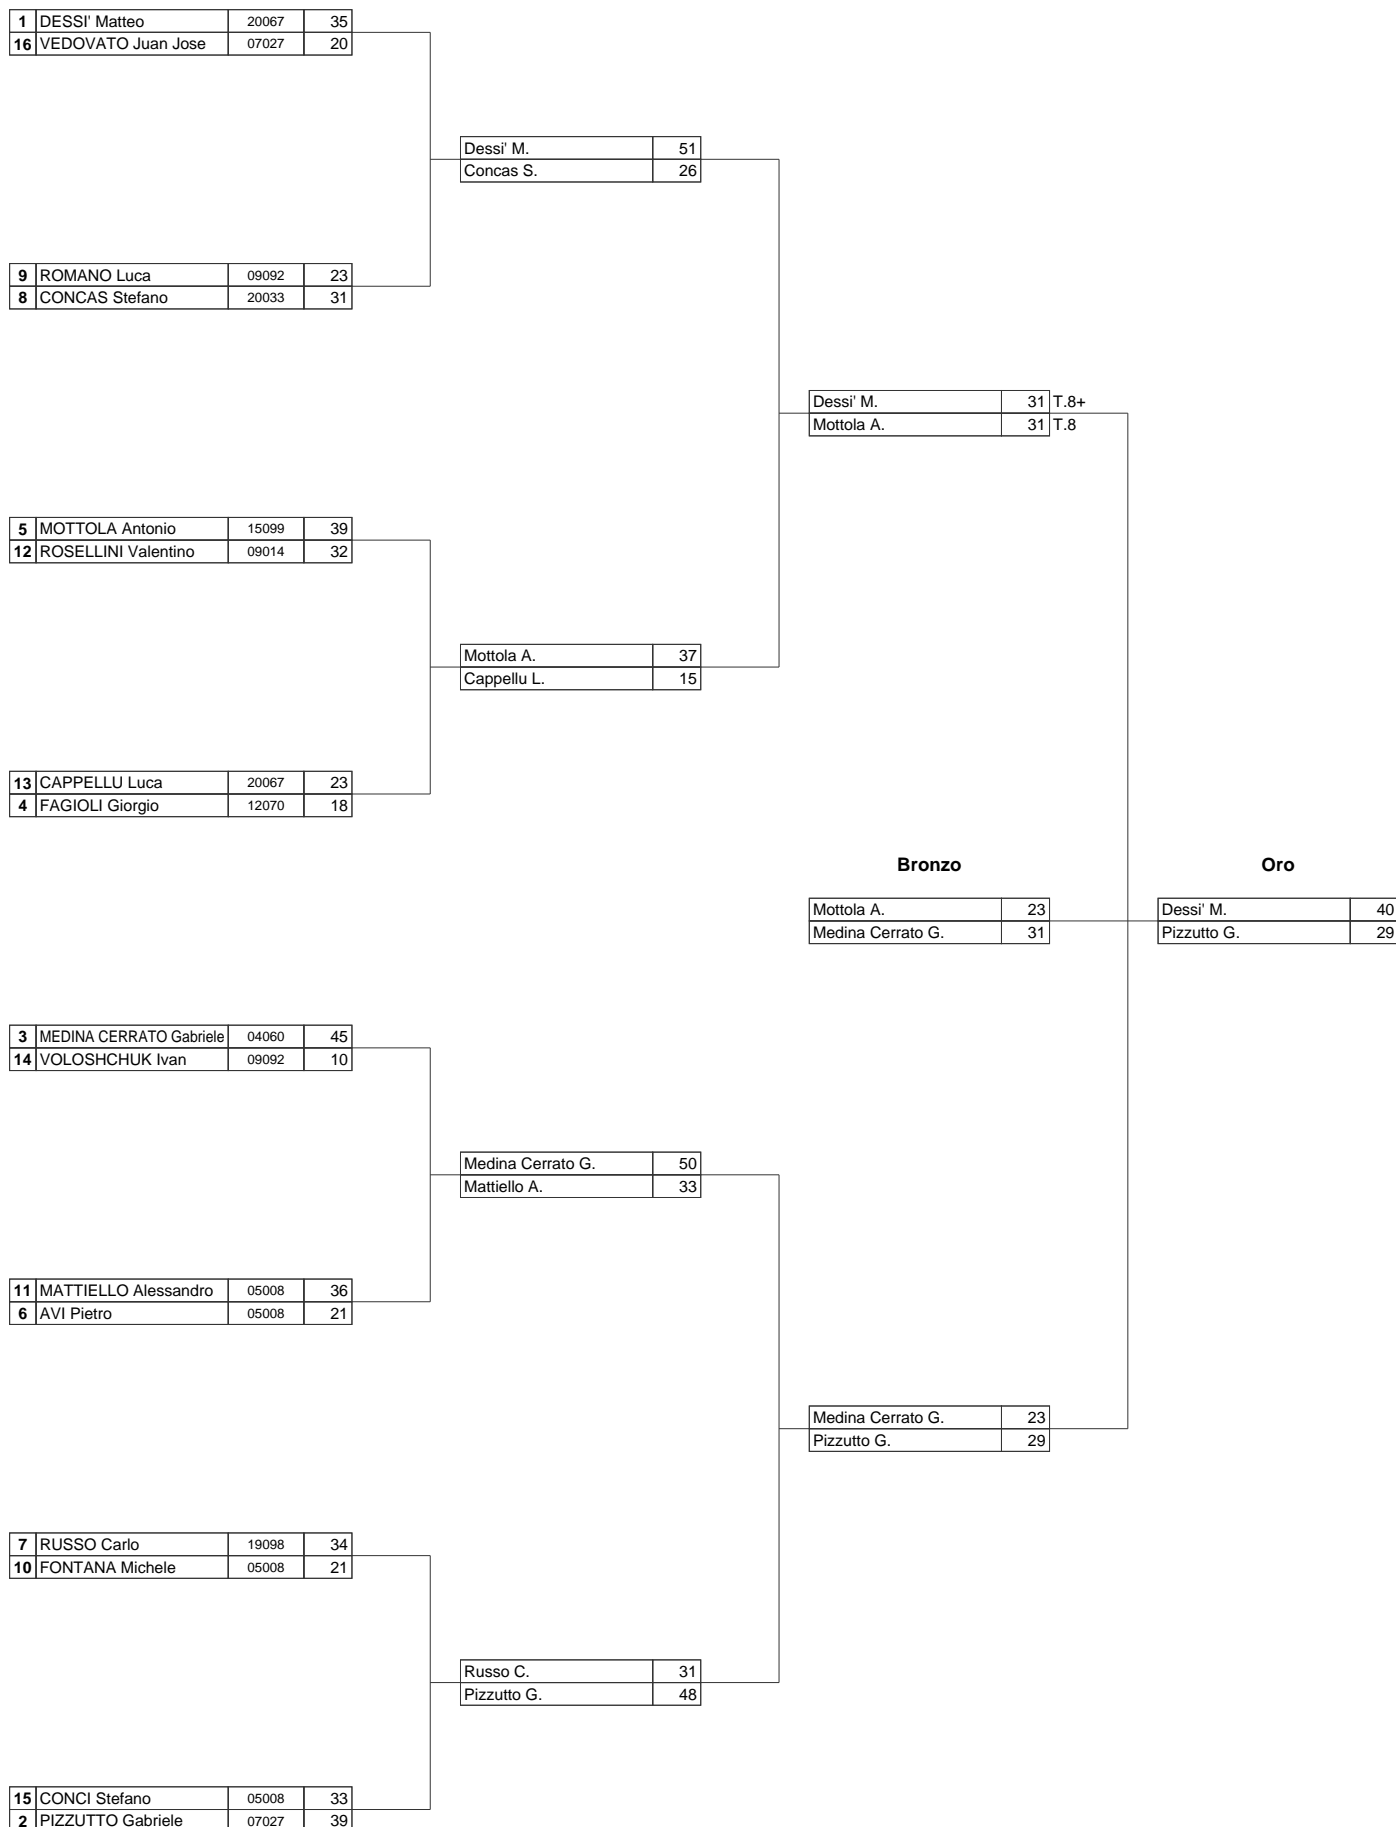 1 DESSI' Matteo 20067 35
16 VEDOVATO Juan Jose 07027 20
Dessi' M. 51
Concas S. 26
9 ROMANO Luca 09092 23
8 CONCAS Stefano 20033 31
Dessi' M. 31 T.8+
Mottola A. 31 T.8
5 MOTTOLA Antonio 15099 39
12 ROSELLINI Valentino 09014 32
Mottola A. 37
Cappellu L. 15
13 CAPPELLU Luca 20067 23
4 FAGIOLI Giorgio 12070 18
Bronzo Oro
Mottola A. 23 Dessi' M. 40
Medina Cerrato G. 31 Pizzutto G. 29
3 MEDINA CERRATO Gabriele 04060 45
14 VOLOSHCHUK Ivan 09092 10
Medina Cerrato G. 50
Mattiello A. 33
11 MATTIELLO Alessandro 05008 36
6 AVI Pietro 05008 21
Medina Cerrato G. 23
Pizzutto G. 29
7 RUSSO Carlo 19098 34
10 FONTANA Michele 05008 21
Russo C. 31
Pizzutto G. 48
15 CONCI Stefano 05008 33
2 PIZZUTTO Gabriele 07027 39